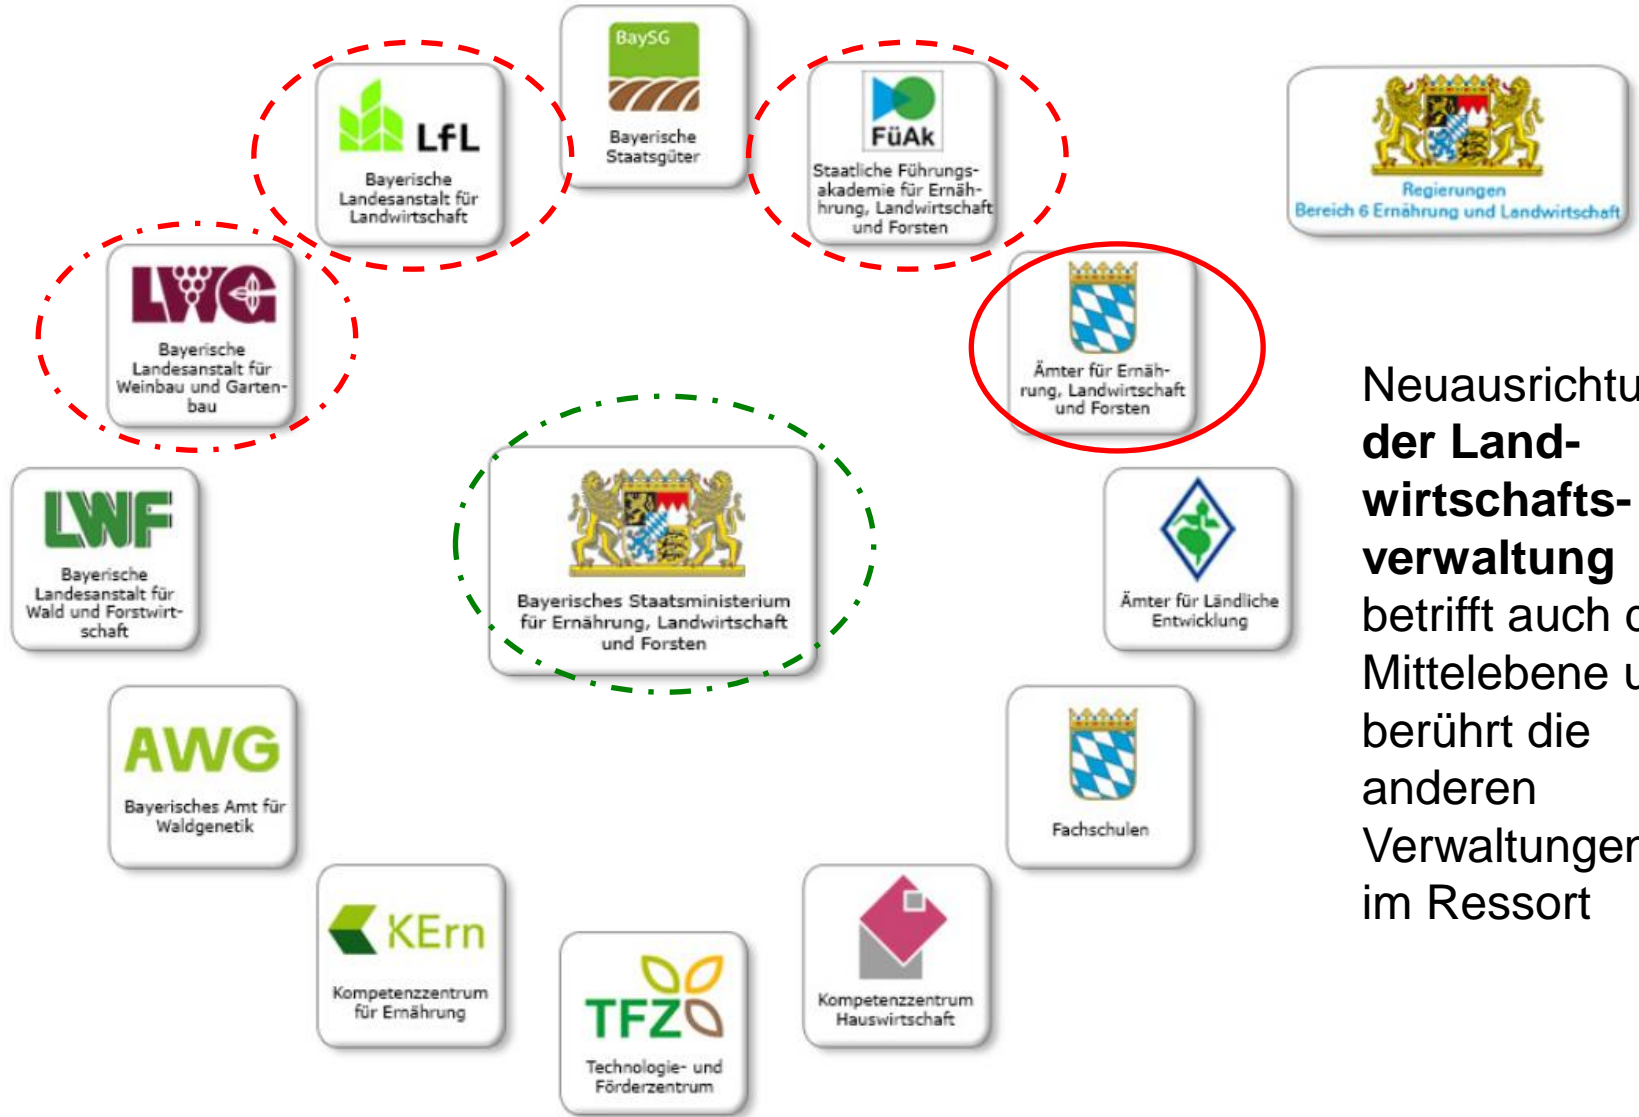 BaySG
Bayerische
Staatsgüter
LfL
Bayerische
Landesanstalt für
Landwirtschaft
FüAk
Staatliche Führungs-
akademie für Ernäh-
hrung, Landwirtschaft
und Forsten
Regierungen
Bereich 6 Ernährung und Landwirtschaft
LWG
Bayerische
Landesanstalt für
Weinbau und Garten-
bau
Ämter für Ernäh-
rung, Landwirtschaft
und Forsten
LWF
Bayerische
Landesanstalt für
Wald und Forstwirt-
schaft
Bayerisches Staatsministerium
für Ernährung, Landwirtschaft
und Forsten
Ämter für Ländliche
Entwicklung
AWG
Bayerisches Amt für
Waldgenetik
Fachschulen
KErn
Kompetenzzentrum
für Ernährung
TFZ
Technologie- und
Förderzentrum
Kompetenzzentrum
Hauswirtschaft
der Land-
wirtschafts-
verwaltung
betrifft auch
Mittelebene
berührt die
anderen
Verwaltungen
im Ressort